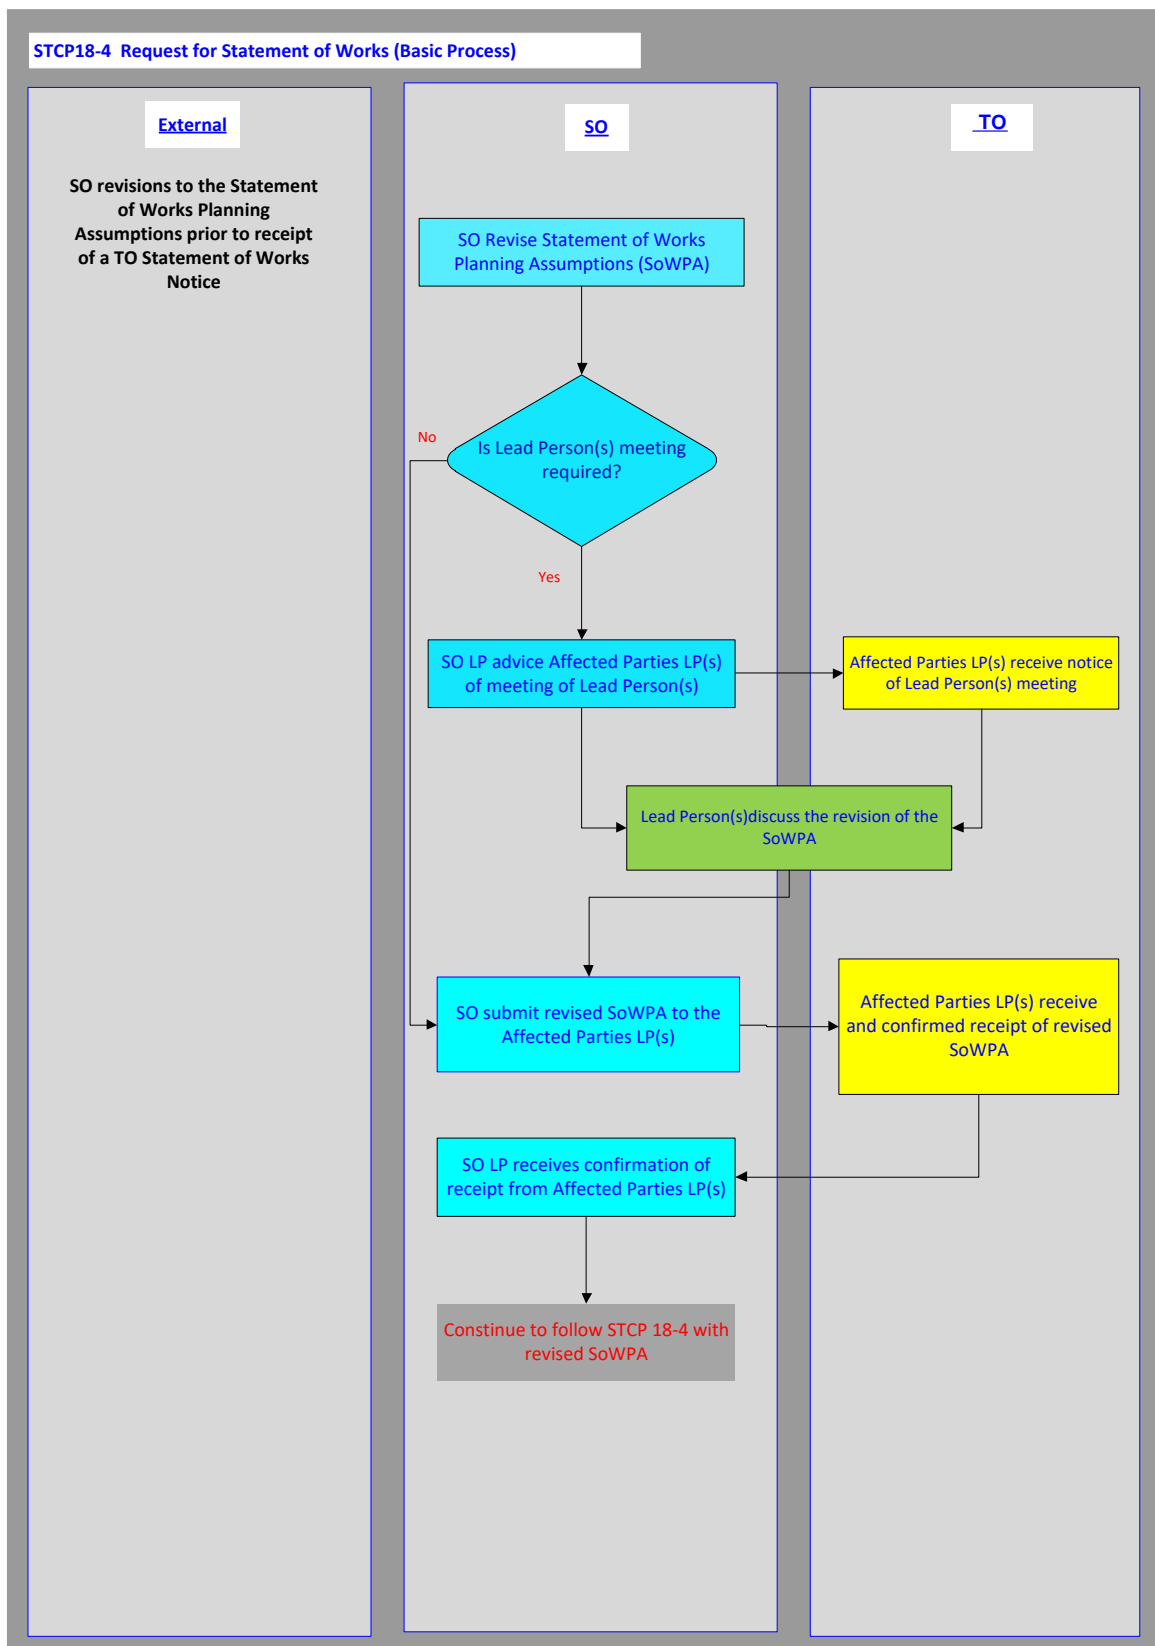 STCP18-4  Request for Statement of Works (Basic Process)
External
SO
TO
SO revisions to the Statement
of Works Planning
Assumptions prior to receipt
of a TO Statement of Works
Notice
SO Revise Statement of Works
Planning Assumptions (SoWPA)
No
Is Lead Person(s) meeting
required?
Yes
SO LP advice Affected Parties LP(s)
of meeting of Lead Person(s)
Affected Parties LP(s) receive notice
of Lead Person(s) meeting
Lead Person(s)discuss the revision of the
SoWPA
SO submit revised SoWPA to the
Affected Parties LP(s)
Affected Parties LP(s) receive
and confirmed receipt of revised
SoWPA
SO LP receives confirmation of
receipt from Affected Parties LP(s)
Constinue to follow STCP 18-4 with
revised SoWPA